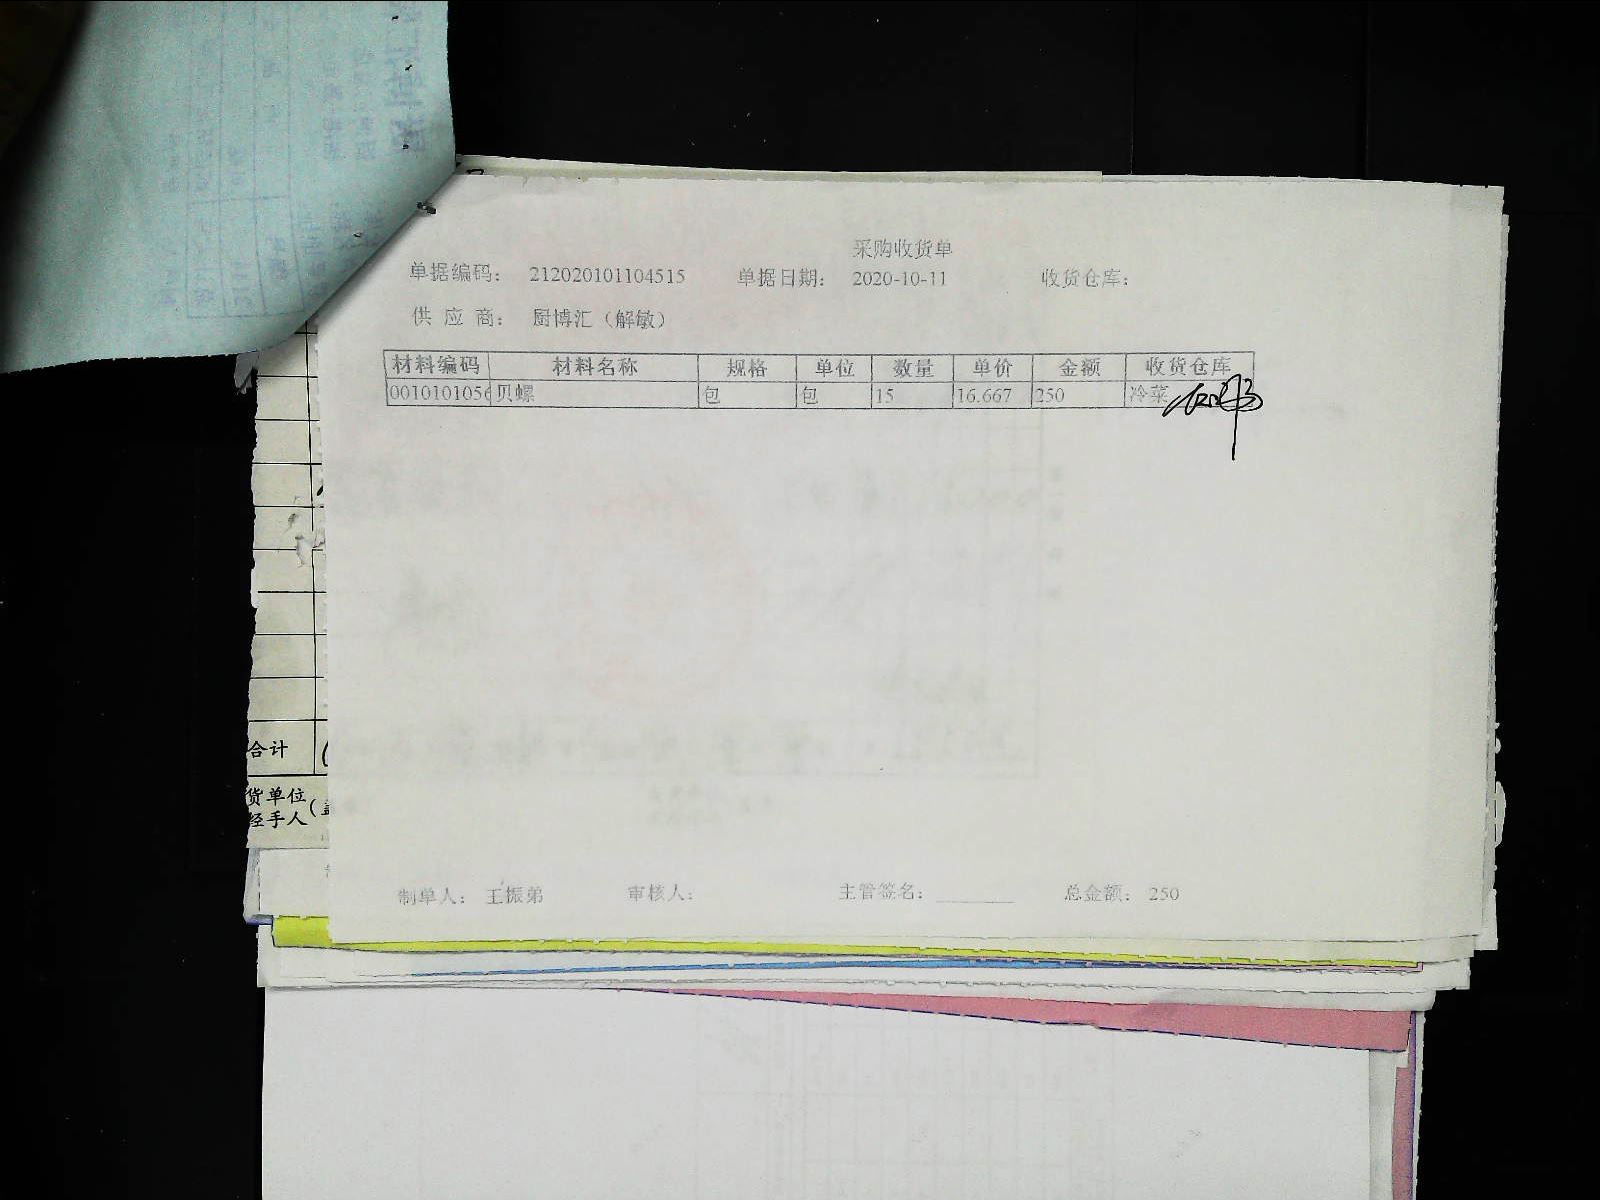 采购收货单
单据编码： 212020101104515 单据日期： 2020-10-11 收货仓库：
供 应 商： 厨博汇（解敏）
材料编码 材料名称 规格 单位 数量 单价 金额 收货仓库
0010101056 贝螺 包 包 15 16.667 250 冷菜
合计
货单位
经手人
制单人： 王振弟 审核人： 主管签名： ________ 总金额： 250